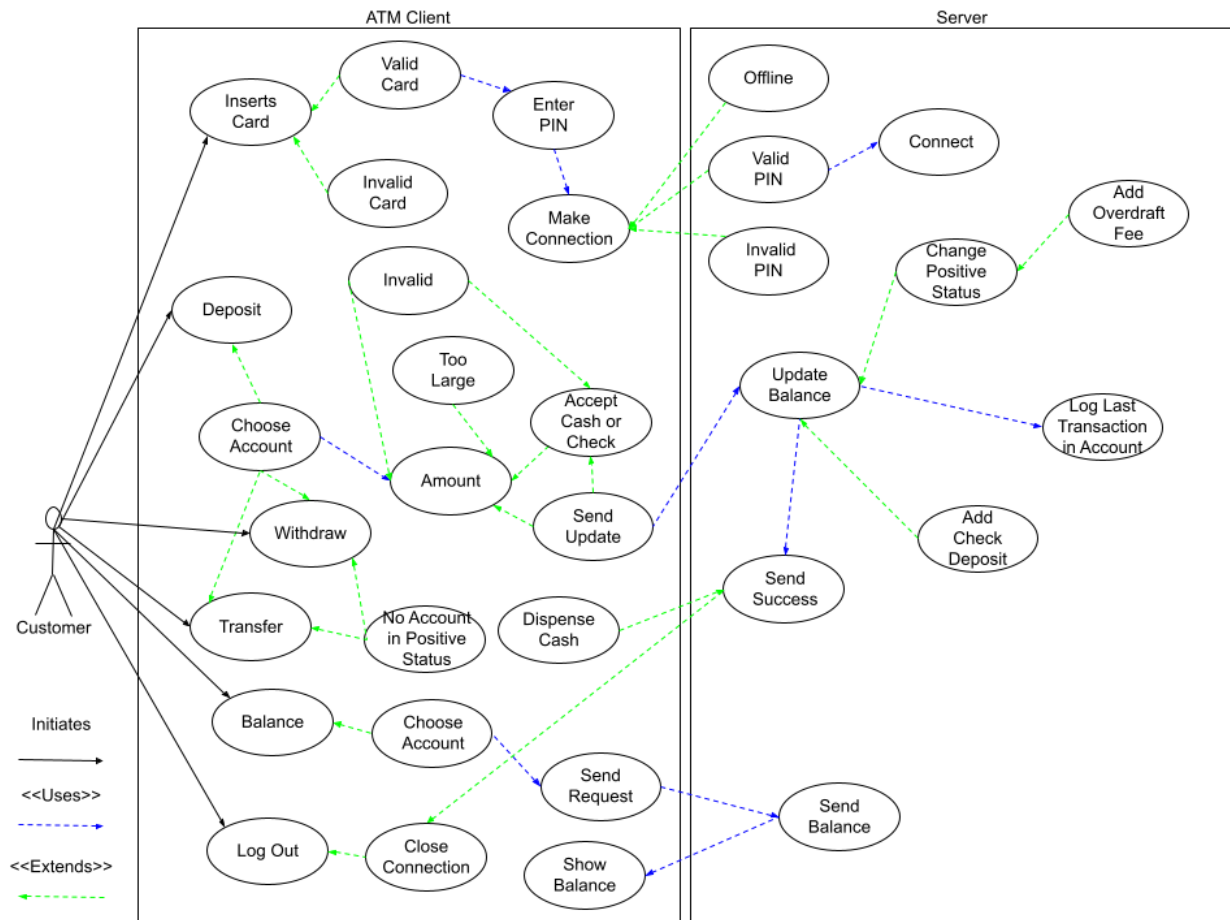 ATM Client
Server
Valid
Card
Inserts
Card
Enter
PIN
Invalid
Card
Make
Connection
Offline
Valid
PIN
Connect
Invalid
PIN
Add
Overdraft
Fee
Change
Positive
Status
Invalid
Deposit
Too
Large
Choose
Account
Accept
Cash or
Check
Amount
Send
Update
Withdraw
Update
Balance
Log Last
Transaction
in Account
Add
Check
Deposit
Send
Success
Customer
Transfer
No Account
in Positive
Status
Dispense
Cash
Balance
Choose
Account
Send
Request
Send
Balance
Log Out
Close
Connection
Show
Balance
Initiates
<<Uses>>
<<Extends>>